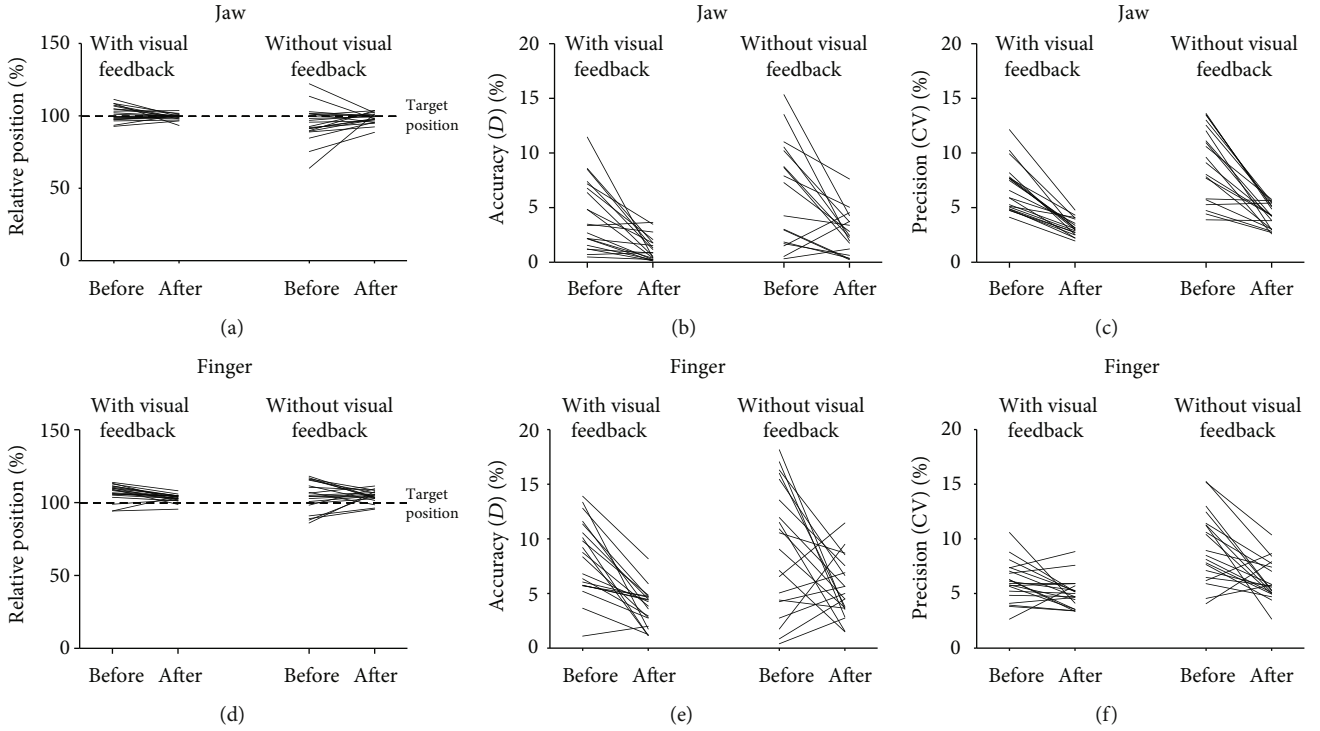 Jaw
With visual
feedback
Without visual
feedback
150
100
50
0
Relative position (%)
Target
position
Before After
Before After
(a)
Jaw
With visual
feedback
Without visual
feedback
20
15
10
5
0
Accuracy (D) (%)
Before After
Before After
(b)
Jaw
With visual
feedback
Without visual
feedback
20
15
10
5
0
Precision (CV) (%)
Before After
Before After
(c)
Finger
With visual
feedback
Without visual
feedback
150
100
50
0
Relative position (%)
Target
position
Before After
Before After
(d)
Finger
With visual
feedback
Without visual
feedback
20
15
10
5
0
Accuracy (D) (%)
Before After
Before After
(e)
Finger
With visual
feedback
Without visual
feedback
20
15
10
5
0
Precision (CV) (%)
Before After
Before After
(f)